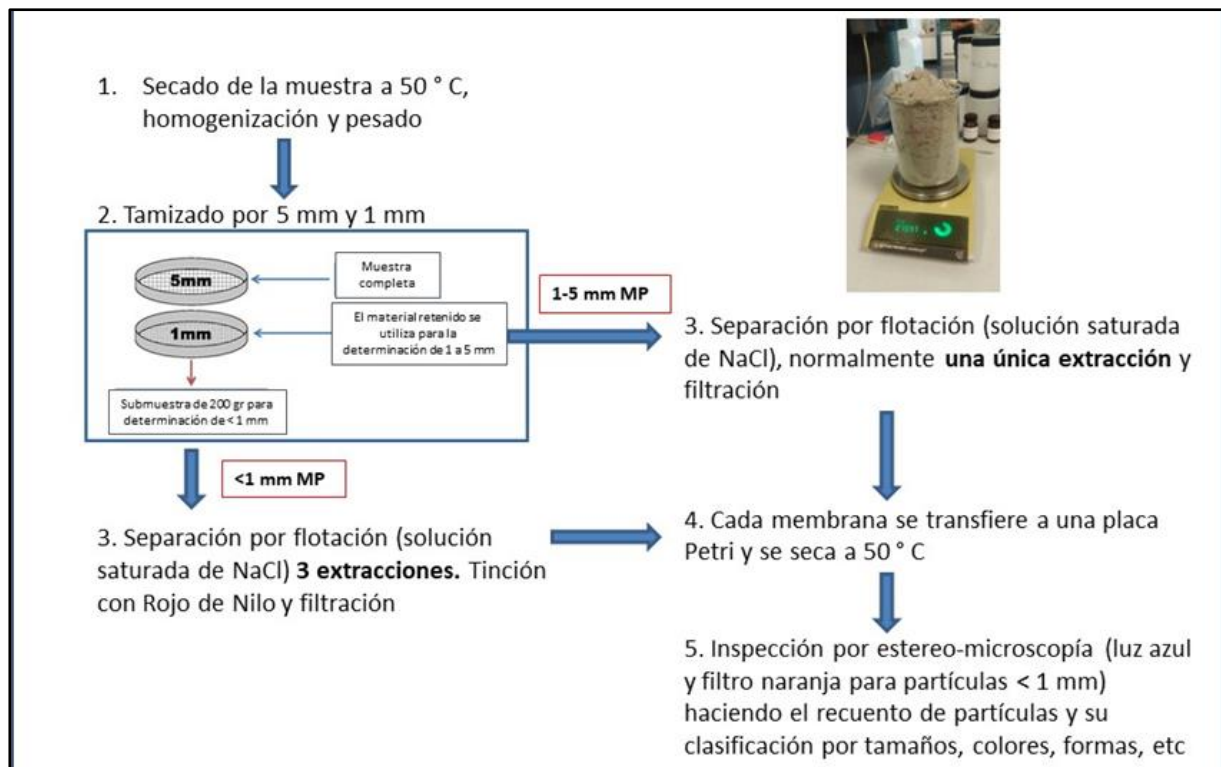 1. Secado de la muestra a 50 ° C,
homogenización y pesado
2. Tamizado por 5 mm y 1 mm
5mm
Muestra
completa
1mm
El material retenido se
utiliza para la
determinación de 1 a 5 mm
Submuestra de 200 gr para
determinación de < 1 mm
1-5 mm MP
<1 mm MP
3. Separación por flotación (solución
saturada de NaCl) 3 extracciones. Tinción
con Rojo de Nilo y filtración
3. Separación por flotación (solución saturada
de NaCl), normalmente una única extracción y
filtración
4. Cada membrana se transfiere a una placa
Petri y se seca a 50 ° C
5. Inspección por estereo-microscopía (luz azul
y filtro naranja para partículas < 1 mm)
haciendo el recuento de partículas y su
clasificación por tamaños, colores, formas, etc